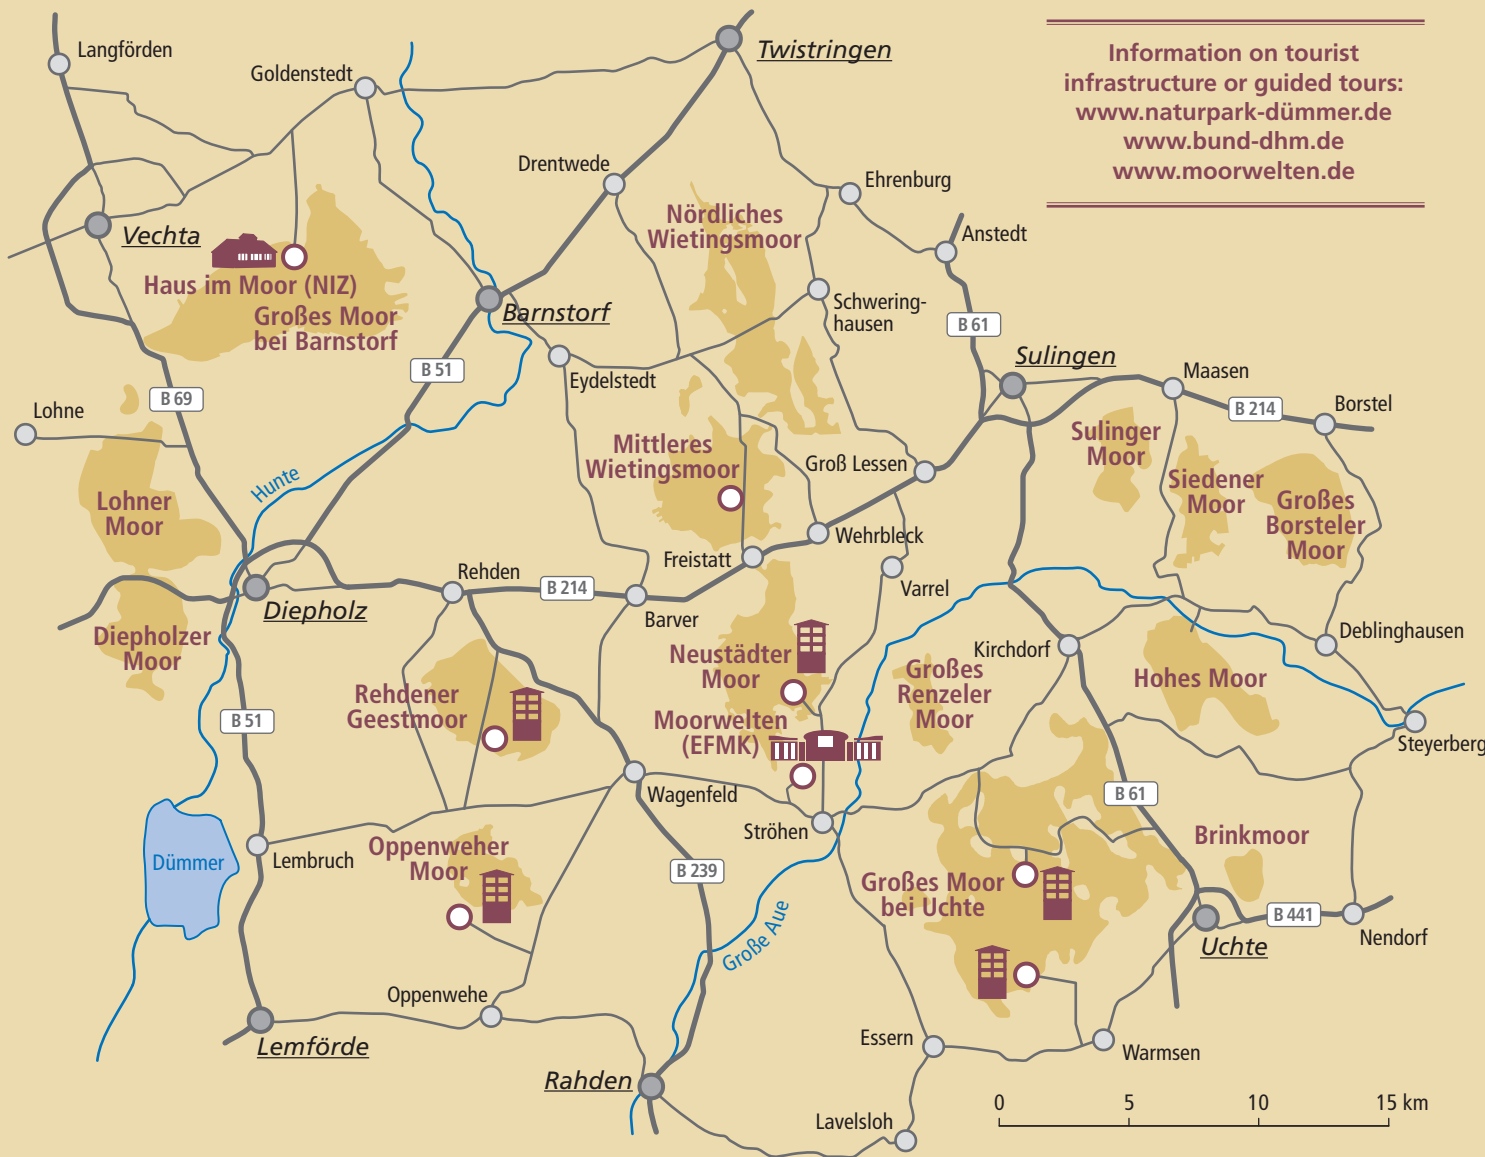 Langförden
Goldenstedt
Twistringen
Information on tourist
infrastructure or guided tours:
www.naturpark-dümmer.de
www.bund-dhm.de
www.moorwelten.de
Drentwede
Ehrenburg
Vechta
Nördliches
Wietingsmoor
Anstedt
Haus im Moor (NIZ)
Großes Moor
bei Barnstorf
Barnstorf
Schwering-
hausen
B 61
Sulingen
B 51
Eydelstedt
Maasen
B 69
B 214
Borstel
Lohne
Mittleres
Wietingsmoor
Groß Lessen
Sulinger
Moor
Siedener
Moor
Großes
Borsteler
Moor
Hunte
Lohner
Moor
Wehrbleck
Freistatt
Rehden
B 214
Varrel
Diepholz
Barver
Diepholzer
Moor
Neustädter
Moor
Kirchdorf
Deblinghausen
Großes
Renzeler
Moor
Hohes Moor
Rehdener
Geestmoor
B 51
Moorwelten
(EFMK)
Steyerberg
Wagenfeld
B 61
Ströhen
Brinkmoor
Dümmer
Lembruch
Oppenweher
Moor
B 239
Großes Moor
bei Uchte
Große Aue
B 441
Nendorf
Uchte
Oppenwehe
Lemförde
Essern
Warmsen
Rahden
Lavelsloh
0 5 10 15 km